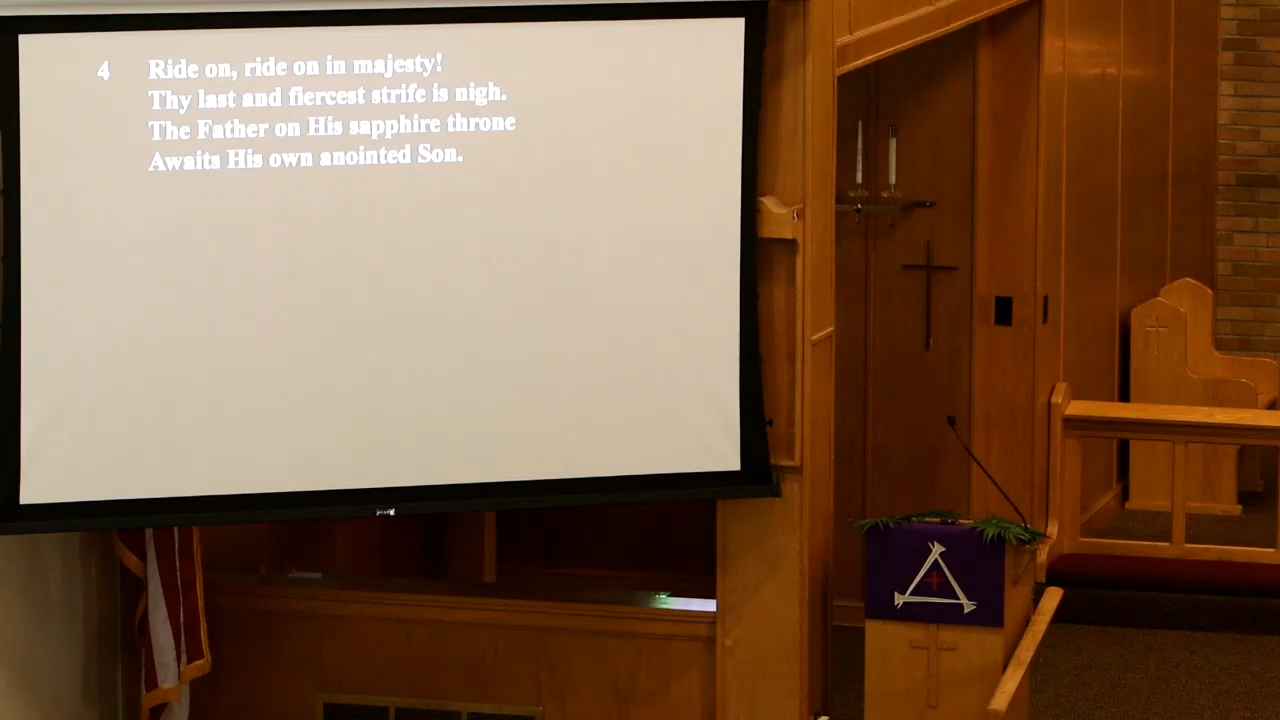 4 Ride on, ride on in majesty!
Thy last and fiercest strife is nigh.
The Father on His sapphire throne
Awaits His own anointed Son.